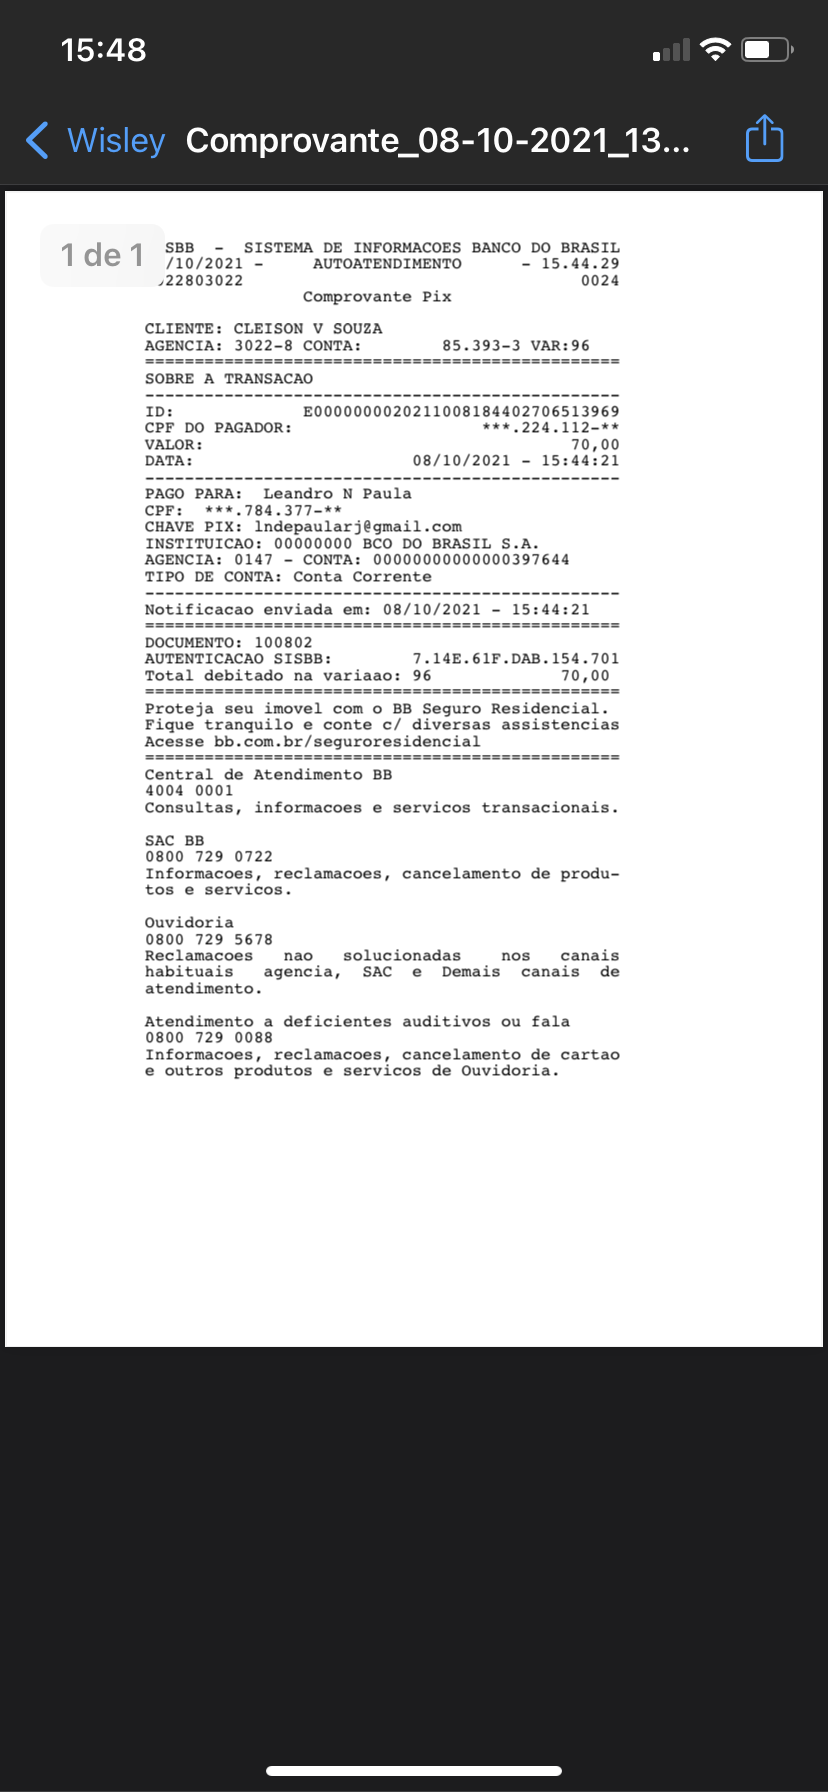 15:48
Wisley Comprovante_08-10-2021_13...
1 de 1
SBB - SISTEMA DE INFORMACOES BANCO DO BRASIL
/10/2021 - AUTOATENDIMENTO - 15.44.29
22803022 0024
Comprovante Pix
CLIENTE: CLEISON V SOUZA
AGENCIA: 3022-8 CONTA: 85.393-3 VAR:96
================================================
SOBRE A TRANSACAO
------------------------------------------------
ID: E00000000202110081844027065​13969
CPF DO PAGADOR: ***.224.112-**
VALOR: 70,00
DATA: 08/10/2021 - 15:44:21
------------------------------------------------
PAGO PARA: Leandro N Paula
CPF: ***.784.377-**
CHAVE PIX: lndepaularj@gmail.com
INSTITUICAO: 00000000 BCO DO BRASIL S.A.
AGENCIA: 0147 - CONTA: 00000000000000397644
TIPO DE CONTA: Conta Corrente
------------------------------------------------
Notificacao enviada em: 08/10/2021 - 15:44:21
================================================
DOCUMENTO: 100802
AUTENTICACAO SISBB: 7.14E.61F.DAB.154.701
Total debitado na variaao: 96 70,00
================================================
Proteja seu imovel com o BB Seguro Residencial.
Fique tranquilo e conte c/ diversas assistencias
Acesse bb.com.br/seguroresidencial
================================================
Central de Atendimento BB
4004 0001
Consultas, informacoes e servicos transacionais.
SAC BB
0800 729 0722
Informacoes, reclamacoes, cancelamento de produ-
tos e servicos.
Ouvidoria
0800 729 5678
Reclamacoes nao solucionadas nos canais
habituais agencia, SAC e Demais canais de
atendimento.
Atendimento a deficientes auditivos ou fala
0800 729 0088
Informacoes, reclamacoes, cancelamento de cartao
e outros produtos e servicos de Ouvidoria.